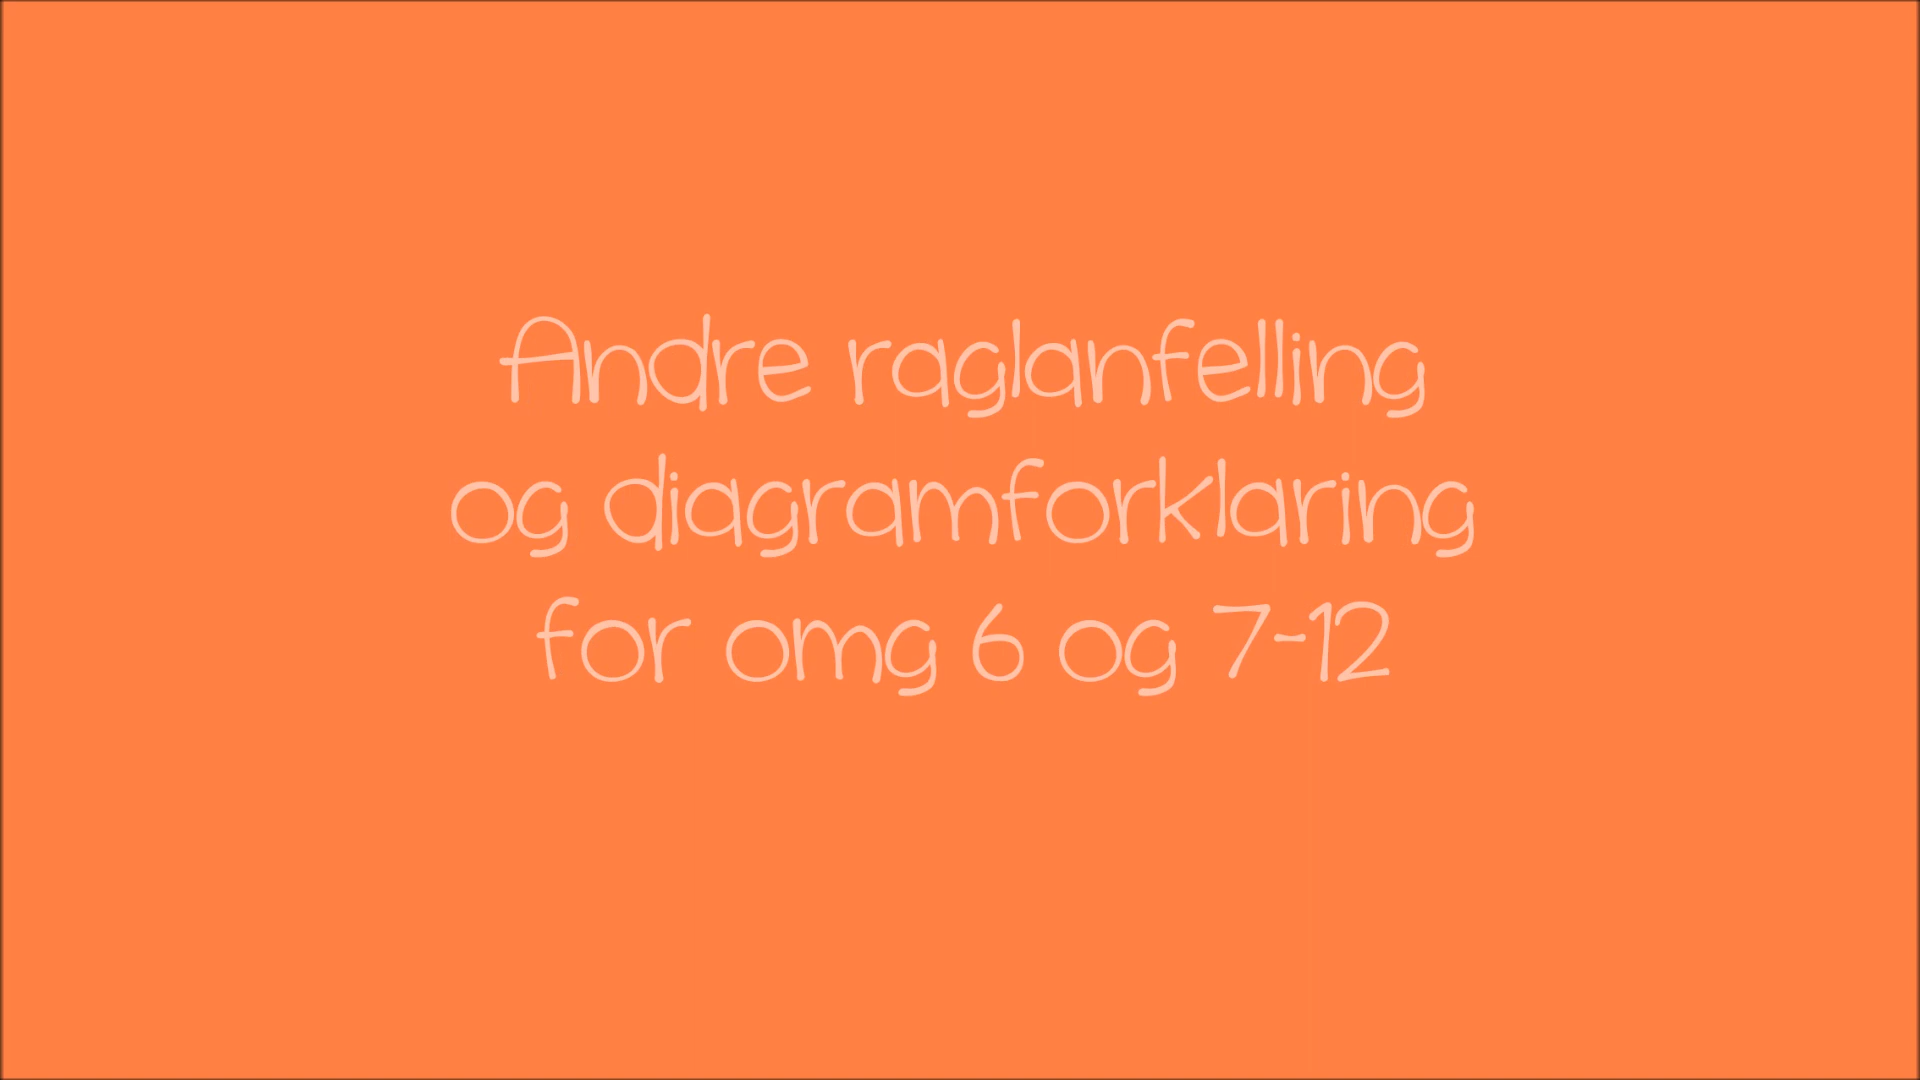 Andre raglanfelling
og diagramforklaring
for omg 6 og 7-12